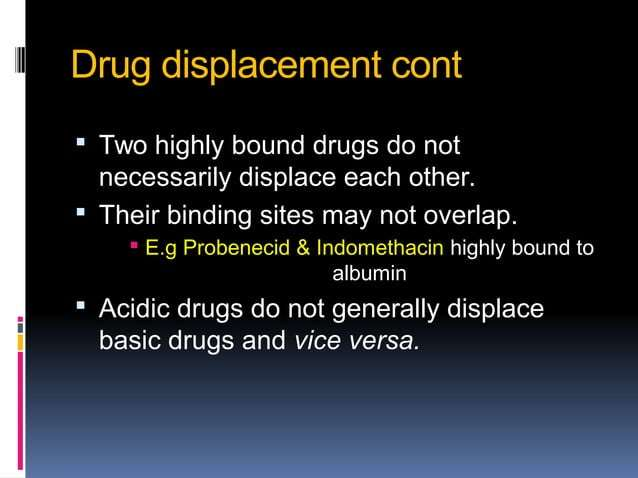 Drug displacement cont
Two highly bound drugs do not
necessarily displace each other.
Their binding sites may not overlap.
E.g Probenecid & Indomethacin highly bound to
albumin
Acidic drugs do not generally displace
basic drugs and vice versa.